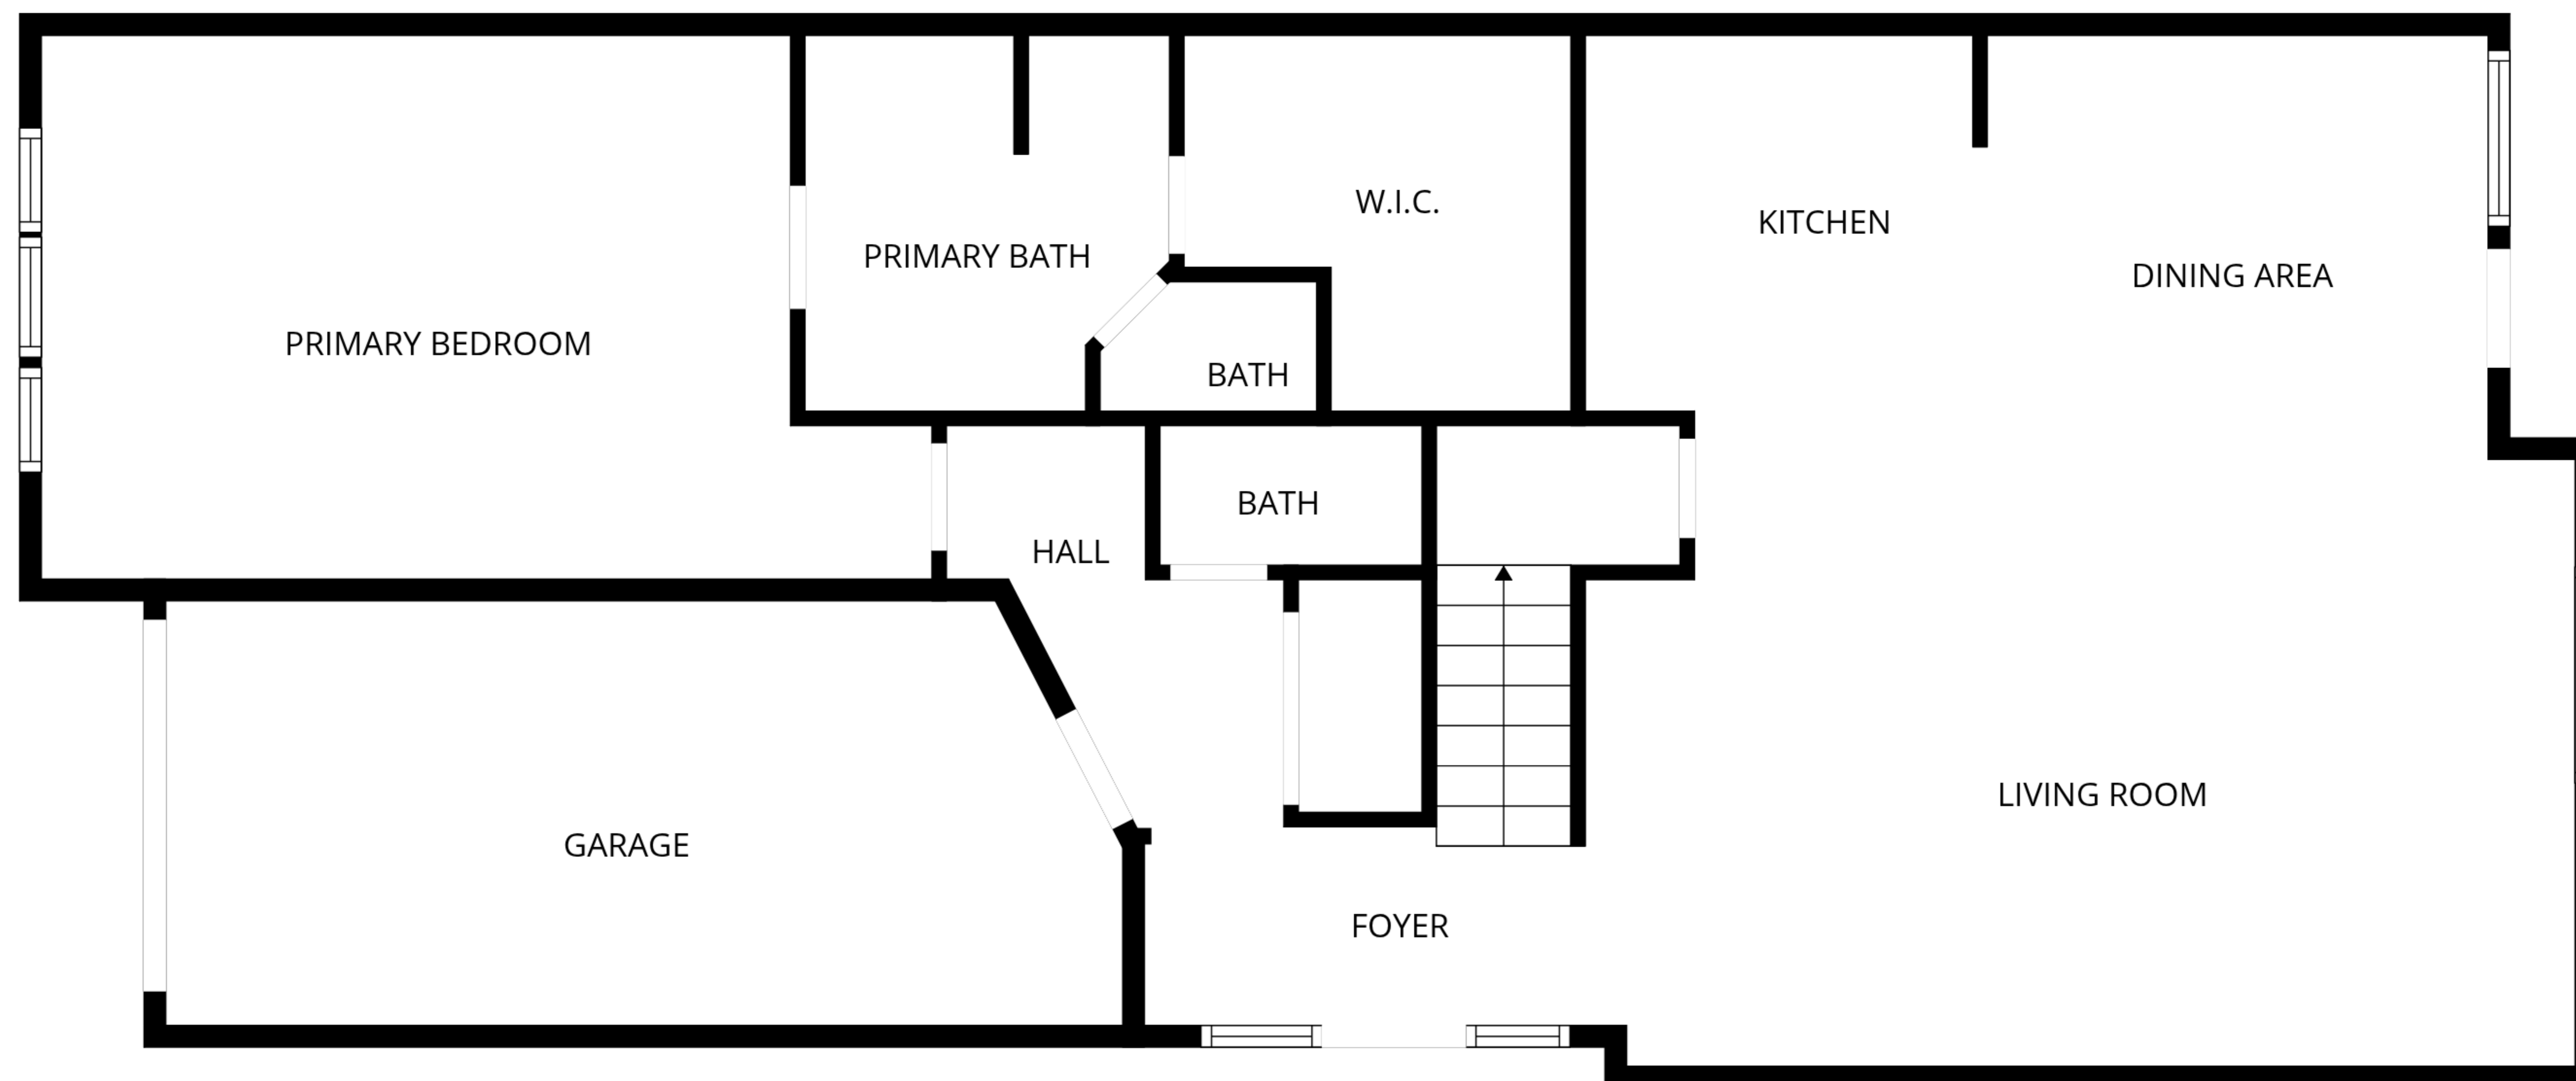 W.I.C.
KITCHEN
PRIMARY BATH
DINING AREA
PRIMARY BEDROOM
BATH
BATH
HALL
LIVING ROOM
GARAGE
FOYER